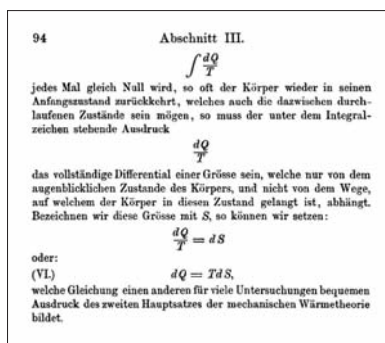 94 Abschnitt III.
∫ dQ/T
jedes Mal gleich Null wird, so oft der Körper wieder in seinen
Anfangszustand zurückkehrt, welches auch die dazwischen durch-
laufenen Zustände sein mögen, so muss der unter dem Integral-
zeichen stehende Ausdruck
dQ/T
das vollständige Differential einer Grösse sein, welche nur von dem
augenblicklichen Zustande des Körpers, und nicht von dem Wege,
auf welchem der Körper in diesen Zustand gelangt ist, abhängt.
Bezeichnen wir diese Grösse mit S, so können wir setzen:
dQ/T = dS
oder:
(VI.) dQ = TdS,
welche Gleichung einen anderen für viele Untersuchungen bequemen
Ausdruck des zweiten Hauptsatzes der mechanischen Wärmetheorie
bildet.